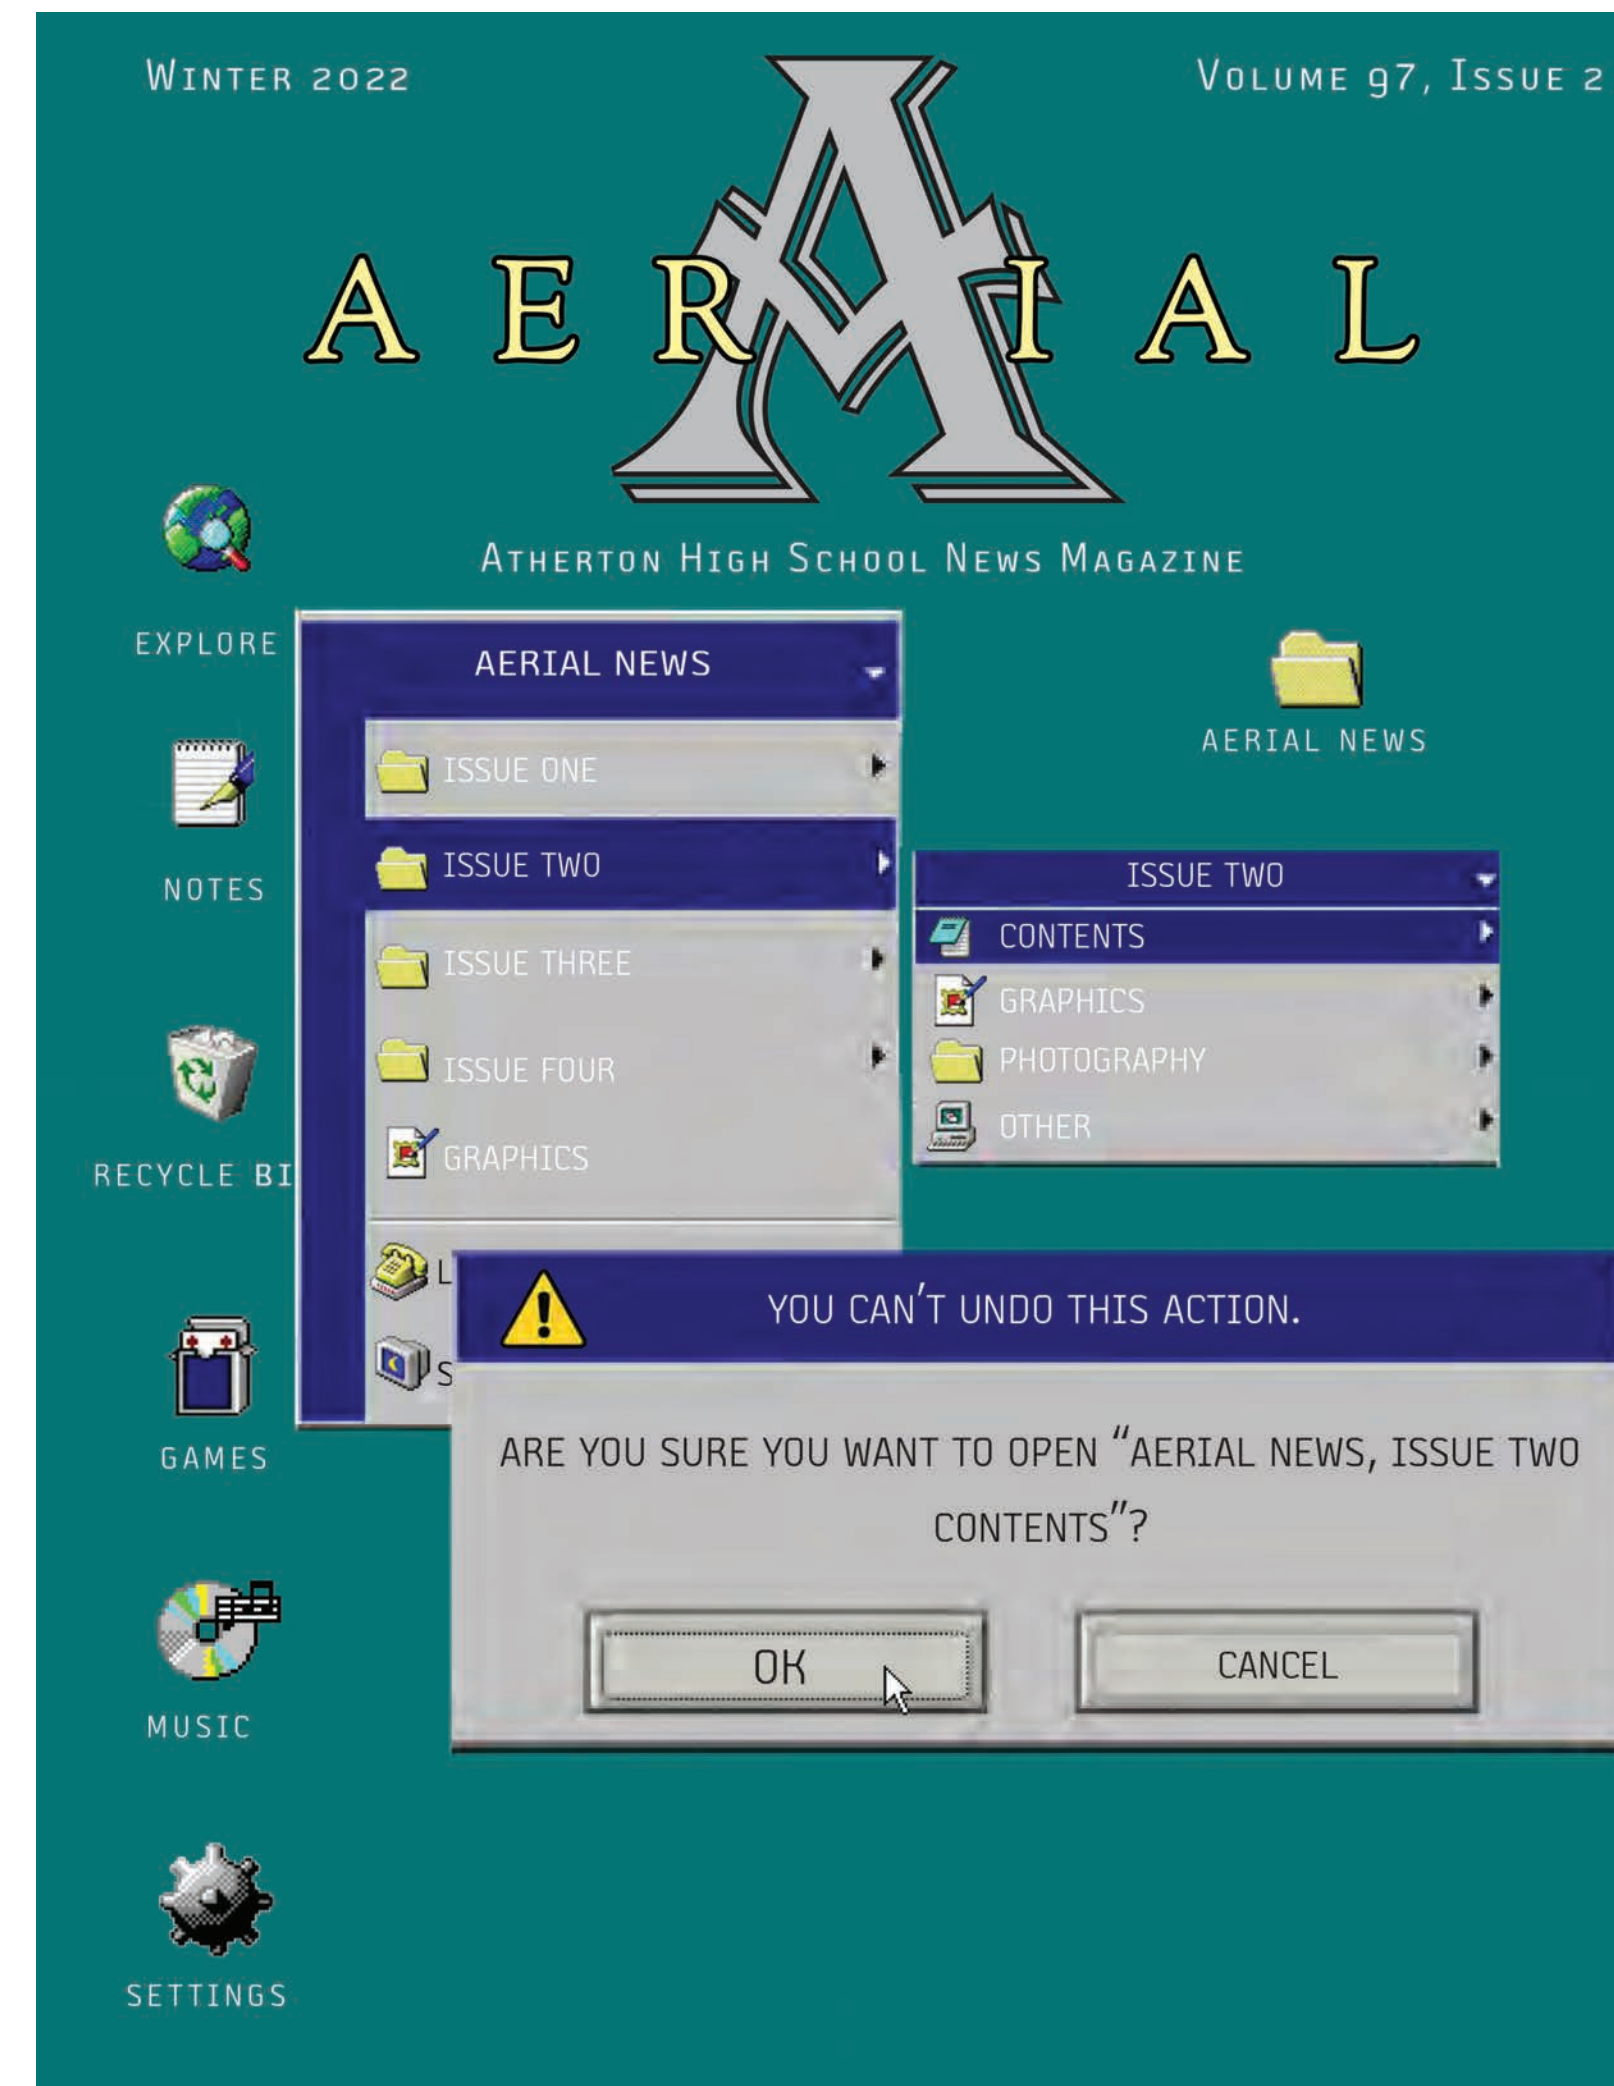 Winter 2022
Volume 97, Issue 2
A
AERIAL
Atherton High School News Magazine
EXPLORE
NOTES
RECYCLE BI
GAMES
MUSIC
SETTINGS
AERIAL NEWS
ISSUE ONE
ISSUE TWO
ISSUE THREE
ISSUE FOUR
GRAPHICS
L
S
AERIAL NEWS
ISSUE TWO
CONTENTS
GRAPHICS
PHOTOGRAPHY
OTHER
YOU CAN'T UNDO THIS ACTION.
ARE YOU SURE YOU WANT TO OPEN "AERIAL NEWS, ISSUE TWO
CONTENTS"?
OK
CANCEL